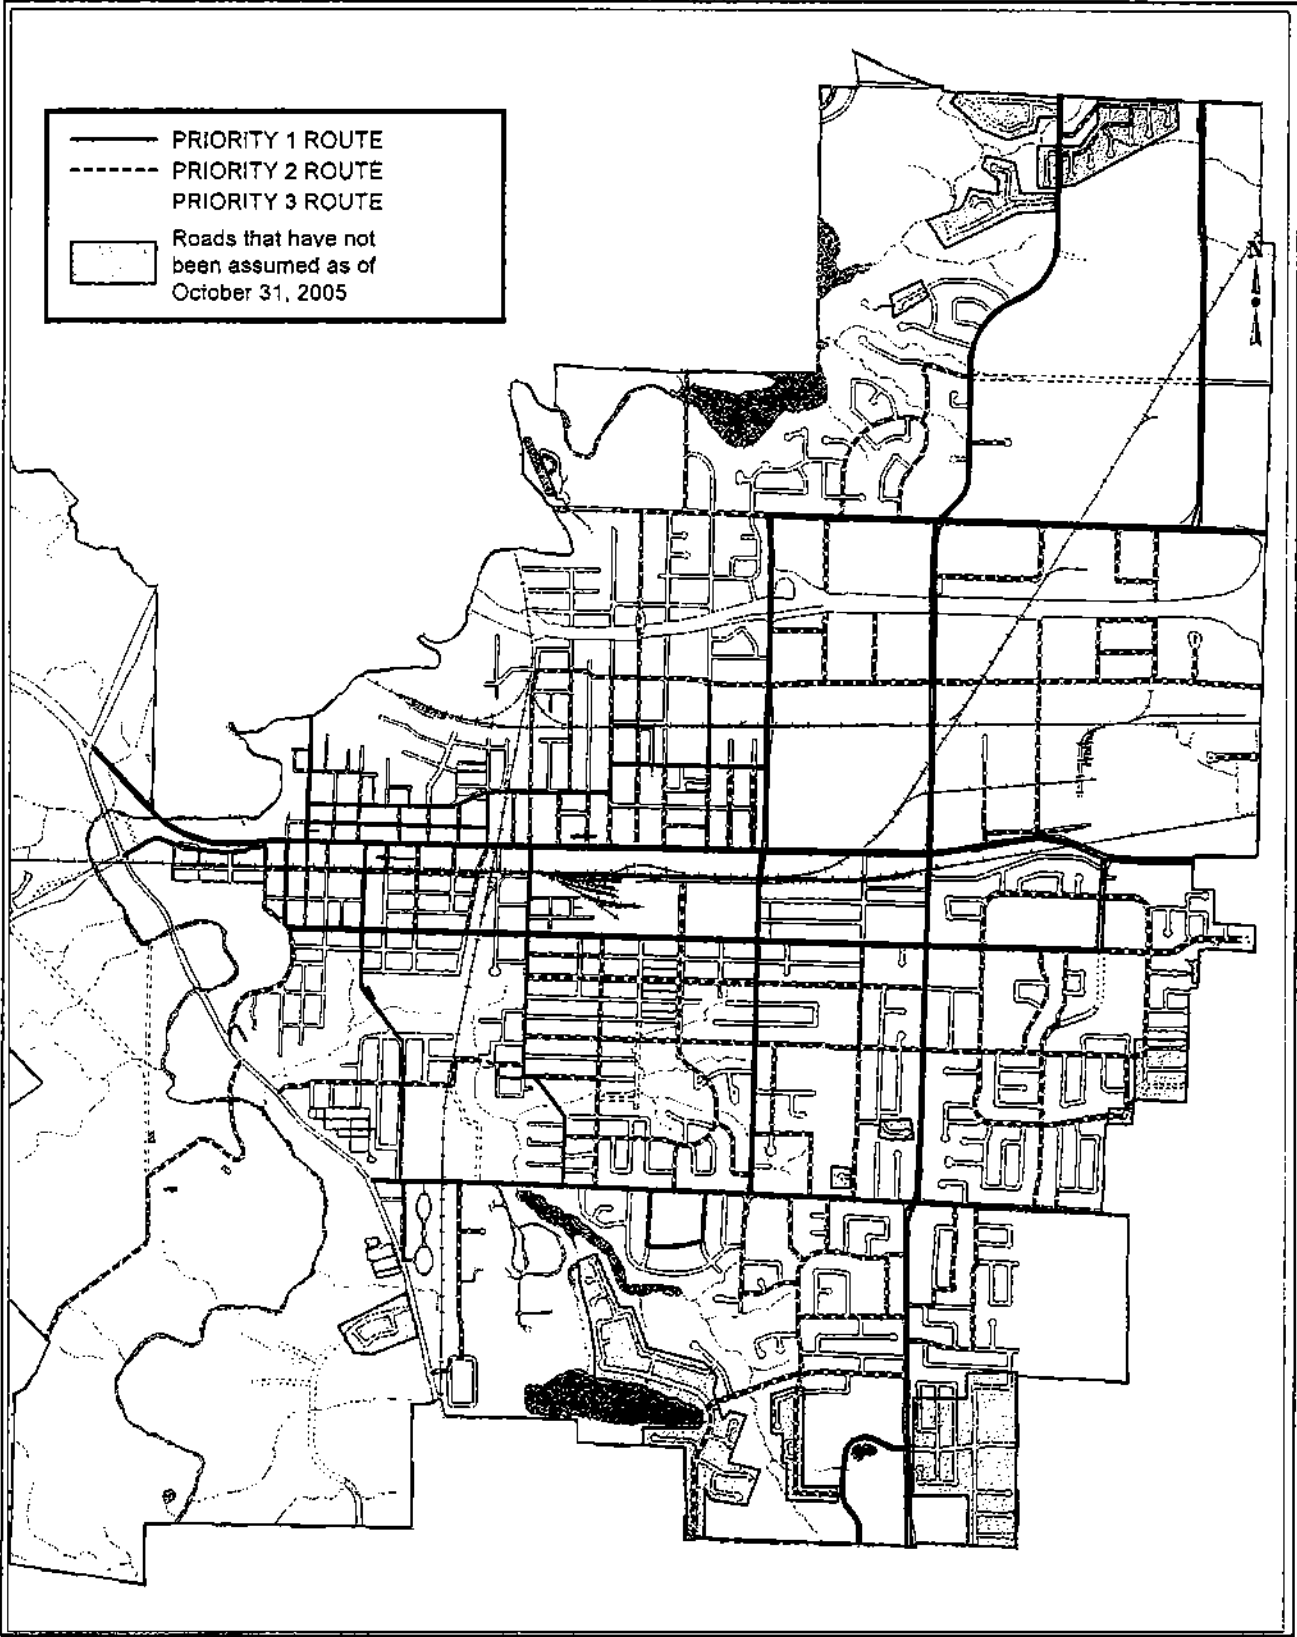 PRIORITY 1 ROUTE
PRIORITY 2 ROUTE
PRIORITY 3 ROUTE
Roads that have not
been assumed as of
October 31, 2005
N